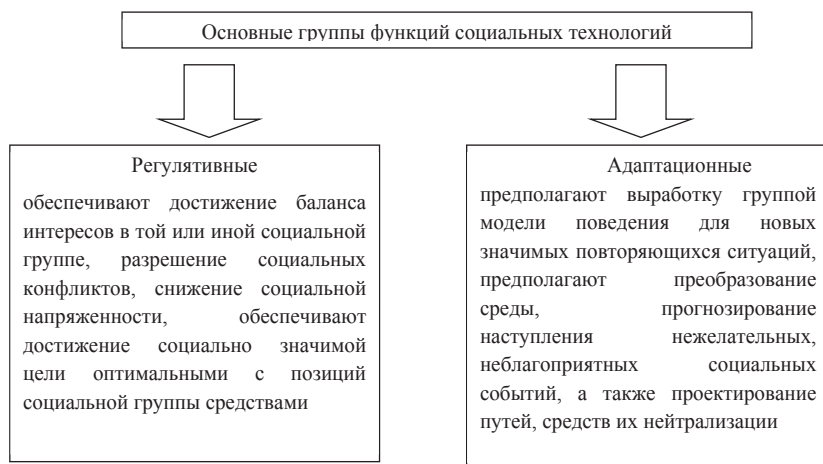 Основные группы функций социальных технологий
Регулятивные
обеспечивают достижение баланса
интересов в той или иной социальной
группе, разрешение социальных
конфликтов, снижение социальной
напряженности, обеспечивают
достижение социально значимой
цели оптимальными с позиций
социальной группы средствами
Адаптационные
предполагают выработку группой
модели поведения для новых
значимых повторяющихся ситуаций,
предполагают преобразование
среды, прогнозирование
наступления нежелательных,
неблагоприятных социальных
событий, а также проектирование
путей, средств их нейтрализации